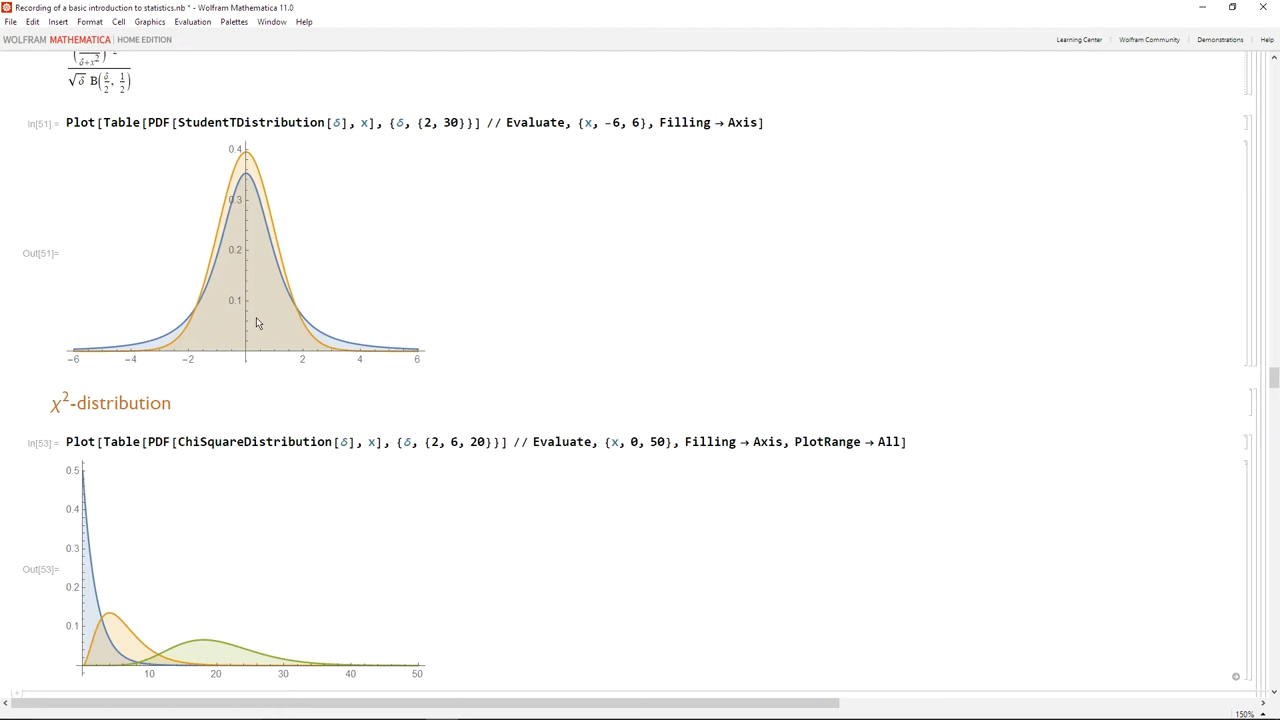 Recording of a basic introduction to statistics.nb * - Wolfram Mathematica 11.0
File Edit Insert Format Cell Graphics Evaluation Palettes Window Help
WOLFRAM MATHEMATICA | HOME EDITION Learning Center Wolfram Community Demonstrations Help
δ+x²
√δ B(δ/2, 1/2)
In[51]:= Plot[Table[PDF[StudentTDistribution[δ], x], {δ, {2, 30}}] // Evaluate, {x, -6, 6}, Filling → Axis]
0.4
0.3
0.2
Out[51]=
0.1
-6 -4 -2 2 4 6
χ²-distribution
In[53]:= Plot[Table[PDF[ChiSquareDistribution[δ], x], {δ, {2, 6, 20}}] // Evaluate, {x, 0, 50}, Filling → Axis, PlotRange → All]
0.5
0.4
0.3
Out[53]=
0.2
0.1
10 20 30 40 50
150%